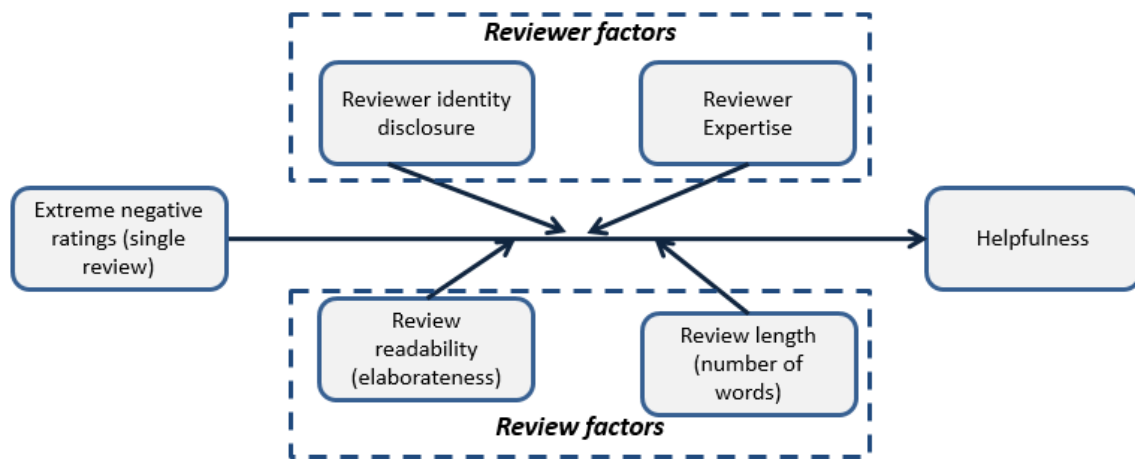 Reviewer factors
Reviewer identity
disclosure
Reviewer
Expertise
Extreme negative
ratings (single
review)
Helpfulness
Review
readability
(elaborateness)
Review length
(number of
words)
Review factors